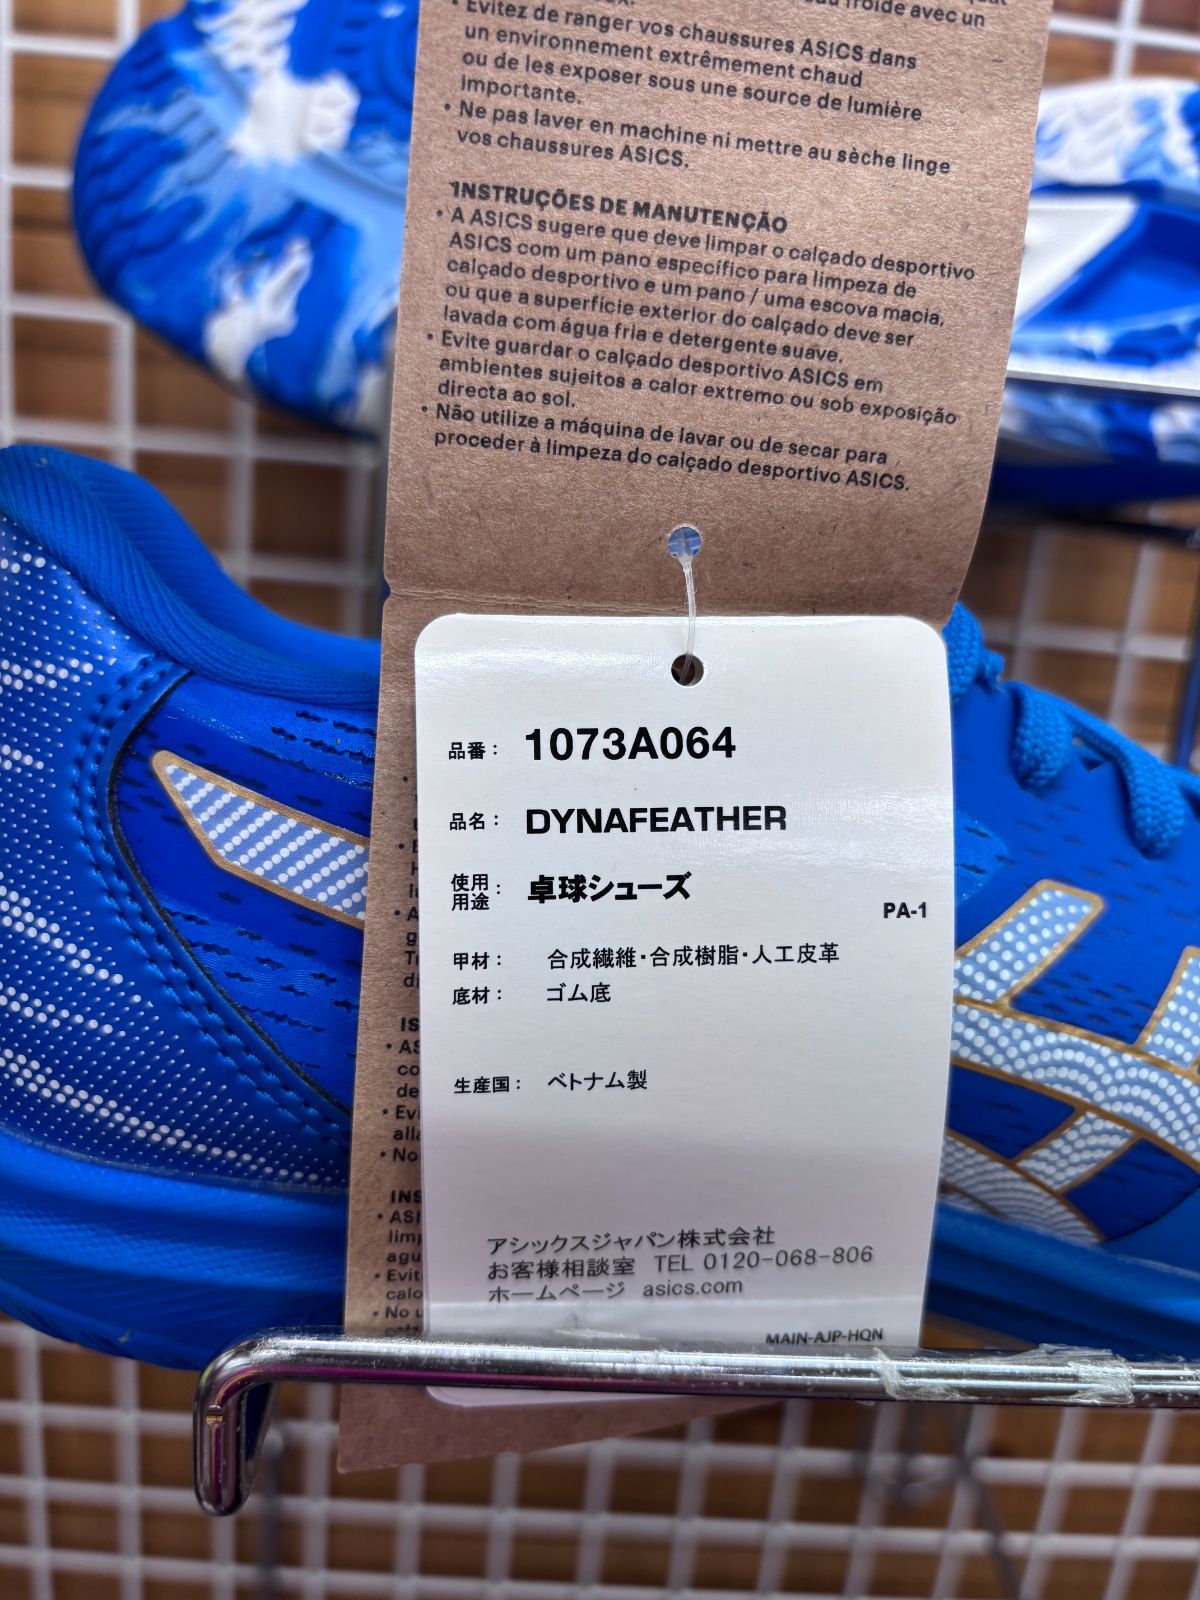 froide avec un
• Évitez de ranger vos chaussures ASICS dans
un environnement extrêmement chaud
ou de les exposer sous une source de lumière
importante.
• Ne pas laver en machine ni mettre au sèche linge
vos chaussures ASICS.
INSTRUÇÕES DE MANUTENÇÃO
• A ASICS sugere que deve limpar o calçado desportivo
ASICS com um pano específico para limpeza de
calçado desportivo e um pano / uma escova macia,
ou que a superfície exterior do calçado deve ser
lavada com água fria e detergente suave.
• Evite guardar o calçado desportivo ASICS em
ambientes sujeitos a calor extremo ou sob exposição
directa ao sol.
• Não utilize a máquina de lavar ou de secar para
proceder à limpeza do calçado desportivo ASICS.
品番： 1073A064
品名： DYNAFEATHER
使用用途： 卓球シューズ
PA-1
甲材： 合成繊維・合成樹脂・人工皮革
底材： ゴム底
生産国： ベトナム製
アシックスジャパン株式会社
お客様相談室 TEL 0120-068-806
ホームページ asics.com
MAIN-AJP-HQN